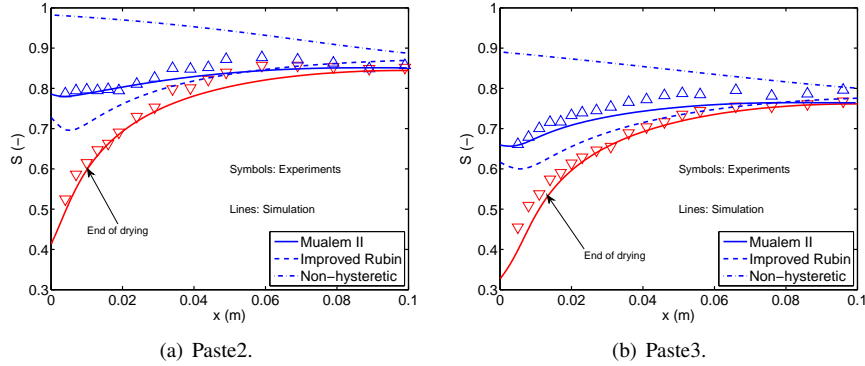 1
0.9
0.8
0.7
0.6
0.5
0.4
0.3
S (−)
0
0.02
0.04
0.06
0.08
0.1
x (m)
Symbols: Experiments
Lines: Simulation
End of drying
Mualem II
Improved Rubin
Non−hysteretic
(a) Paste2.
1
0.9
0.8
0.7
0.6
0.5
0.4
0.3
S (−)
0
0.02
0.04
0.06
0.08
0.1
x (m)
Symbols: Experiments
Lines: Simulation
End of drying
Mualem II
Improved Rubin
Non−hysteretic
(b) Paste3.